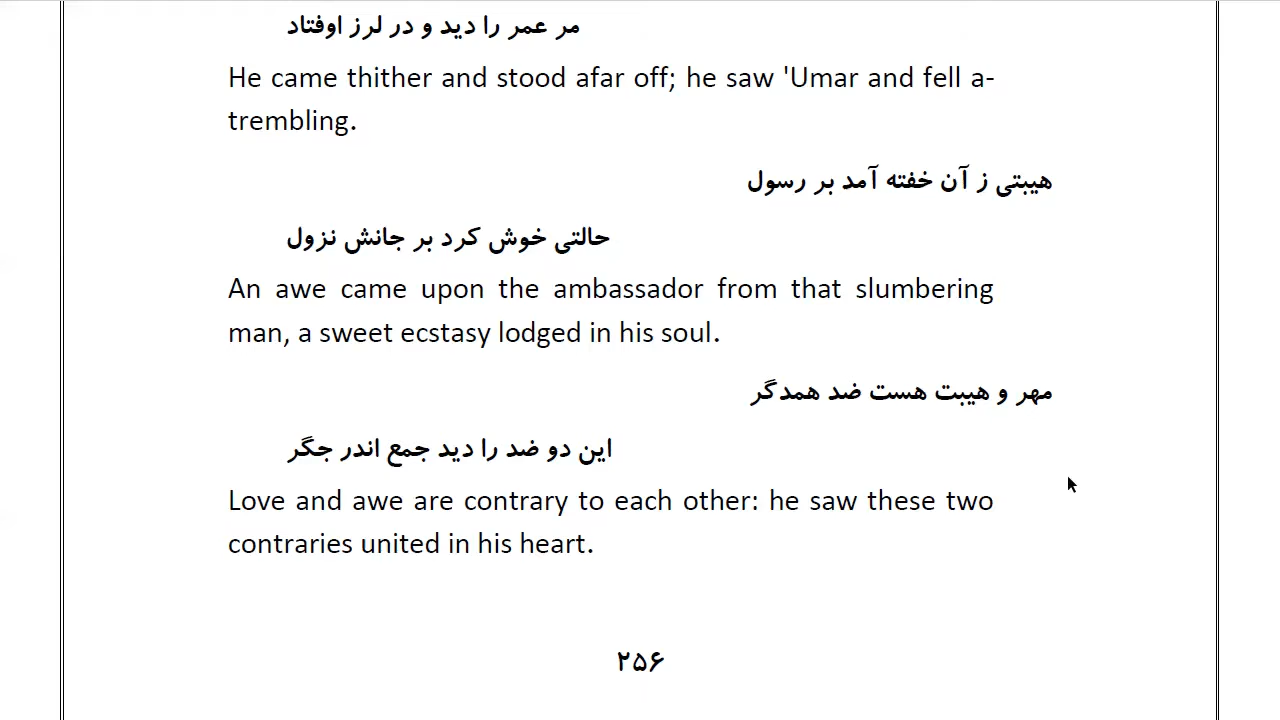 مر عمر را دید و در لرز اوفتاد
He came thither and stood afar off; he saw 'Umar and fell a-
trembling.
هیبتی ز آن خفته آمد بر رسول
حالتی خوش کرد بر جانش نزول
An awe came upon the ambassador from that slumbering
man, a sweet ecstasy lodged in his soul.
مهر و هیبت هست ضد همدگر
این دو ضد را دید جمع اندر جگر
Love and awe are contrary to each other: he saw these two
contraries united in his heart.
۲۵۶